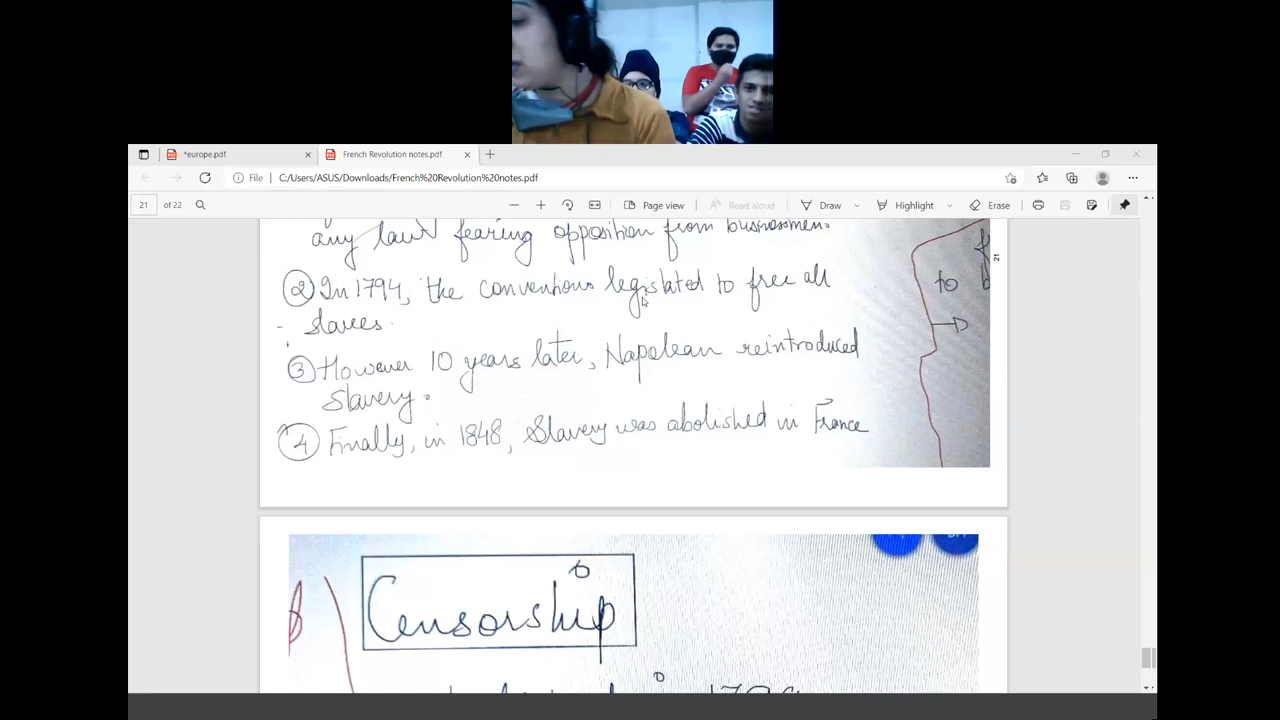 *europe.pdf
French Revolution notes.pdf
File
C:/Users/ASUS/Downloads/French%20Revolution%20notes.pdf
21 of 22
Page view
Read aloud
Draw
Highlight
Erase
any law fearing opposition from businessmen.
21
② In 1794, the conventions legislated to free all
slaves.
to
③ However 10 years later, Napolean reintroduced
Slavery.
④ Finally, in 1848, Slavery was abolished in France
Censorship